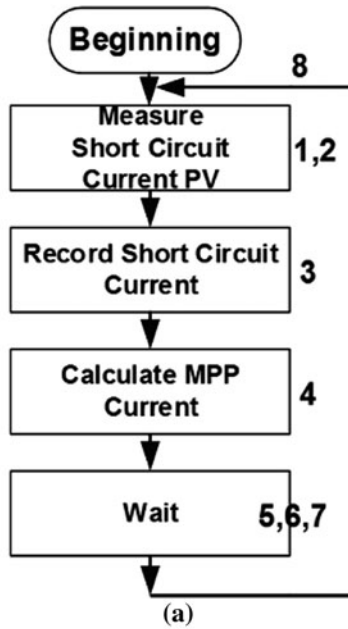 Beginning
8
Measure
Short Circuit
Current PV
1,2
Record Short Circuit
Current
3
Calculate MPP
Current
4
Wait
5,6,7
(a)